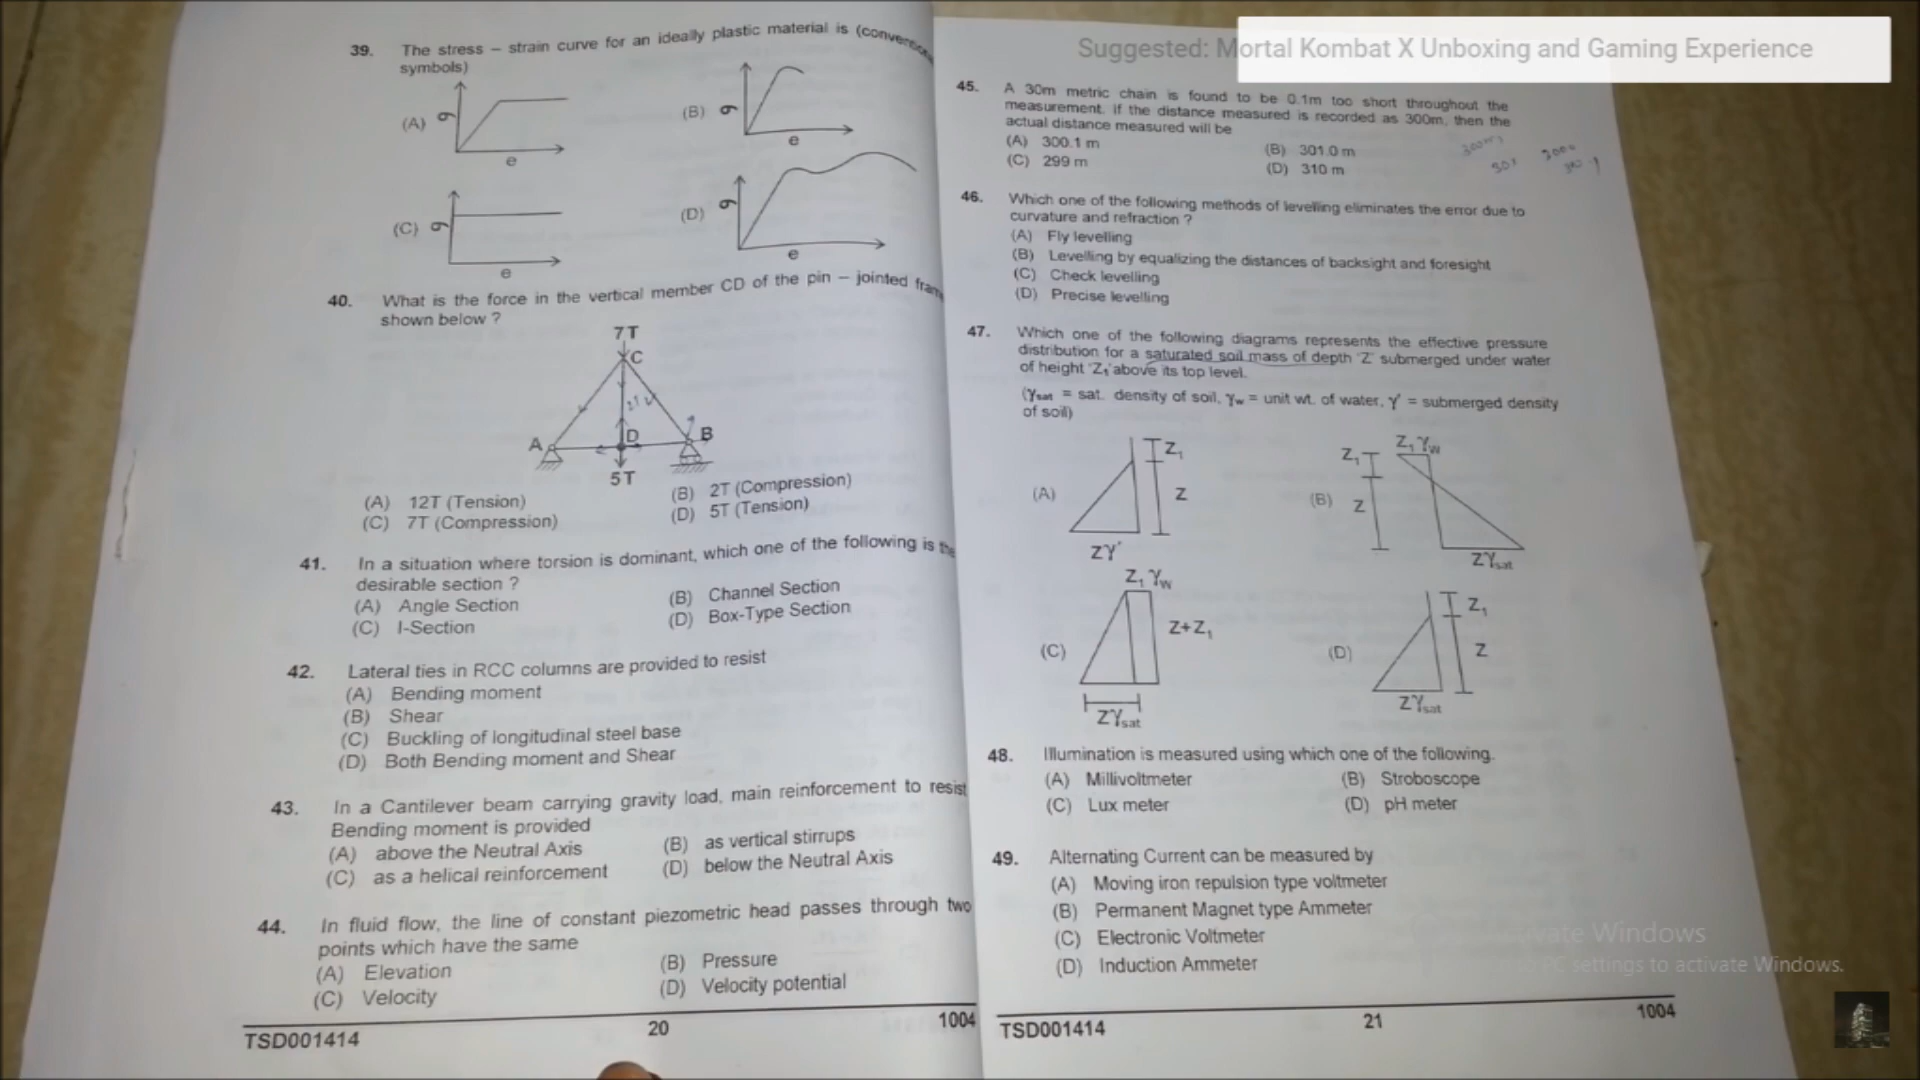 39. The stress – strain curve for an ideally plastic material is
symbols)
(A) σ e
(B) σ e
(C) σ e
(D) σ e
40. What is the force in the vertical member CD of the pin – jointed
shown below ?
7T
C
2T
A D B
5T
(A) 12T (Tension)
(B) 2T (Compression)
(C) 7T (Compression)
(D) 5T (Tension)
41. In a situation where torsion is dominant, which one of the following is the
desirable section ?
(A) Angle Section
(B) Channel Section
(C) I-Section
(D) Box-Type Section
42. Lateral ties in RCC columns are provided to resist
(A) Bending moment
(B) Shear
(C) Buckling of longitudinal steel base
(D) Both Bending moment and Shear
43. In a Cantilever beam carrying gravity load, main reinforcement to resist
Bending moment is provided
(A) above the Neutral Axis
(B) as vertical stirrups
(C) as a helical reinforcement
(D) below the Neutral Axis
44. In fluid flow, the line of constant piezometric head passes through two
points which have the same
(A) Elevation
(B) Pressure
(C) Velocity
(D) Velocity potential
TSD001414 20 1004
Suggested: Mortal Kombat X Unboxing and Gaming Experience
45. A 30m metric chain is found to be 0.1m too short throughout the
measurement. If the distance measured is recorded as 300m, then the
actual distance measured will be
(A) 300.1 m
(B) 301.0 m
(C) 299 m
(D) 310 m
46. Which one of the following methods of levelling eliminates the error due to
curvature and refraction ?
(A) Fly levelling
(B) Levelling by equalizing the distances of backsight and foresight
(C) Check levelling
(D) Precise levelling
47. Which one of the following diagrams represents the effective pressure
distribution for a saturated soil mass of depth 'Z' submerged under water
of height 'Z₁' above its top level.
(γsat = sat. density of soil, γw = unit wt. of water, γ' = submerged density
of soil)
(A) Z₁ Z Zγ'
(B) Z₁ Z Z₁γw Zγsat
(C) Z₁γw Z+Z₁ Zγsat
(D) Z₁ Z Zγsat
48. Illumination is measured using which one of the following.
(A) Millivoltmeter
(B) Stroboscope
(C) Lux meter
(D) pH meter
49. Alternating Current can be measured by
(A) Moving iron repulsion type voltmeter
(B) Permanent Magnet type Ammeter
(C) Electronic Voltmeter
(D) Induction Ammeter
TSD001414 21 1004
Windows
settings to activate Windows.